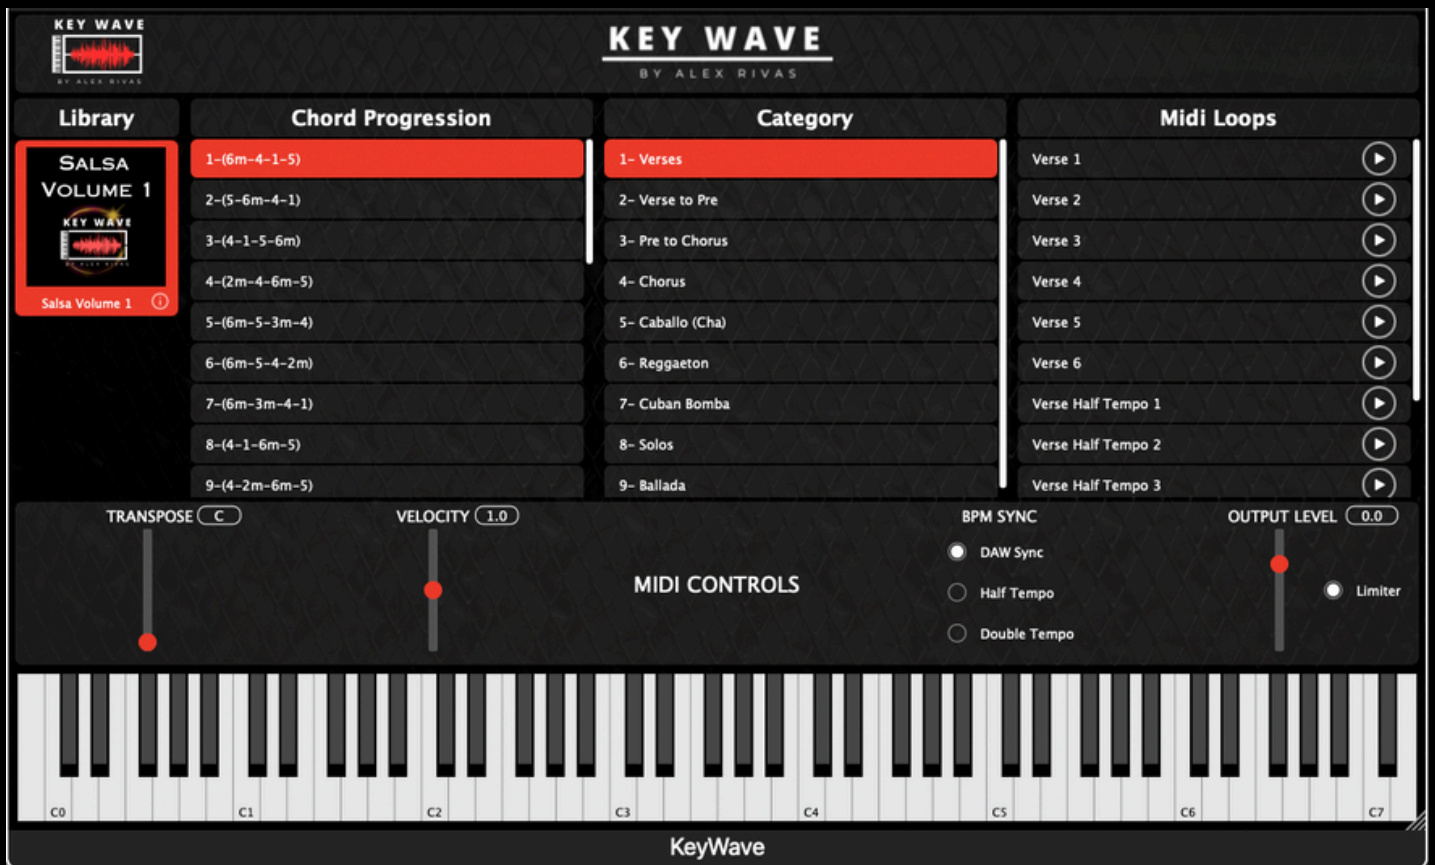 KEY WAVE
BY ALEX RIVAS
KEY WAVE
BY ALEX RIVAS
Library
Chord Progression
Category
Midi Loops
SALSA
VOLUME 1
KEY WAVE
BY ALEX RIVAS
Salsa Volume 1
1-(6m-4-1-5)
2-(5-6m-4-1)
3-(4-1-5-6m)
4-(2m-4-6m-5)
5-(6m-5-3m-4)
6-(6m-5-4-2m)
7-(6m-3m-4-1)
8-(4-1-6m-5)
9-(4-2m-6m-5)
1- Verses
2- Verse to Pre
3- Pre to Chorus
4- Chorus
5- Caballo (Cha)
6- Reggaeton
7- Cuban Bomba
8- Solos
9- Ballada
Verse 1
Verse 2
Verse 3
Verse 4
Verse 5
Verse 6
Verse Half Tempo 1
Verse Half Tempo 2
Verse Half Tempo 3
TRANSPOSE C
VELOCITY 1.0
MIDI CONTROLS
BPM SYNC
DAW Sync
Half Tempo
Double Tempo
OUTPUT LEVEL 0.0
Limiter
C0 C1 C2 C3 C4 C5 C6 C7
KeyWave